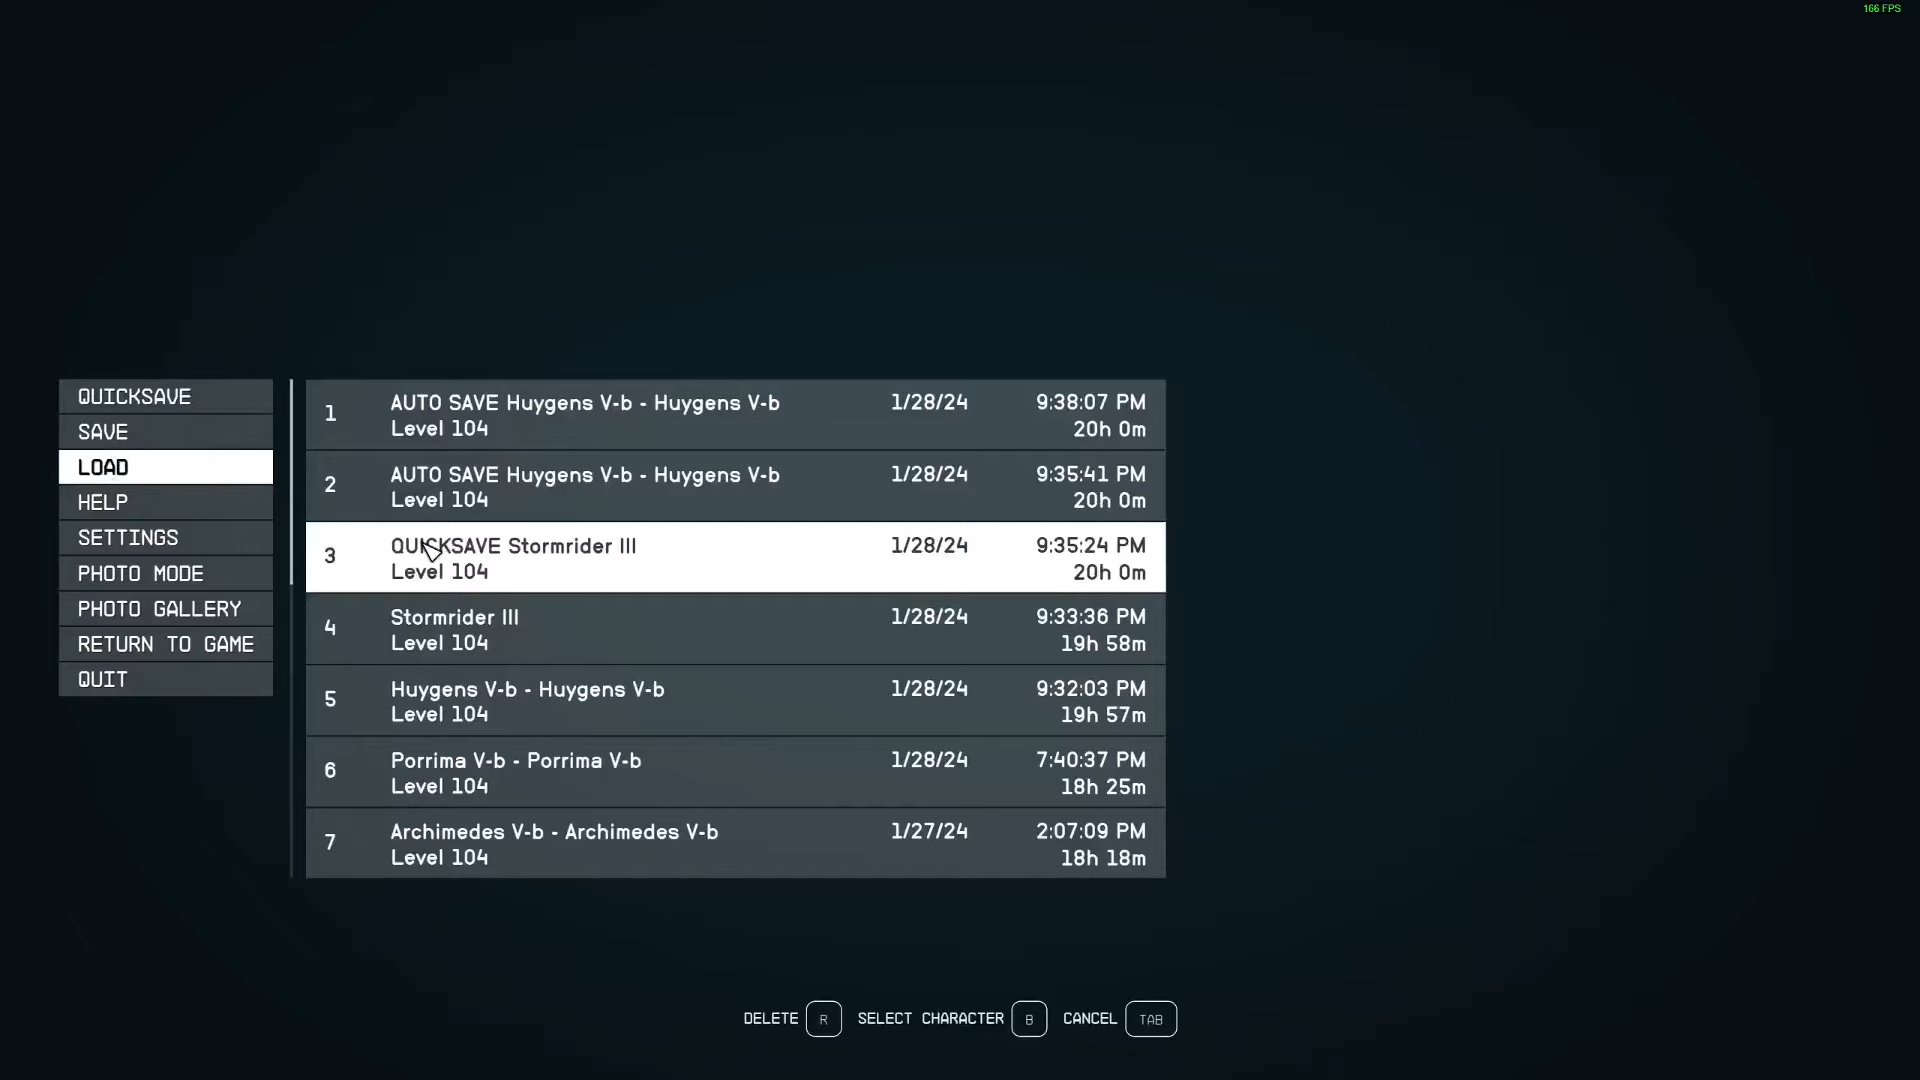 166 FPS
QUICKSAVE
SAVE
LOAD
HELP
SETTINGS
PHOTO MODE
PHOTO GALLERY
RETURN TO GAME
QUIT
1 AUTO SAVE Huygens V-b - Huygens V-b 1/28/24 9:38:07 PM
Level 104 20h 0m
2 AUTO SAVE Huygens V-b - Huygens V-b 1/28/24 9:35:41 PM
Level 104 20h 0m
3 QUICKSAVE Stormrider III 1/28/24 9:35:24 PM
Level 104 20h 0m
4 Stormrider III 1/28/24 9:33:36 PM
Level 104 19h 58m
5 Huygens V-b - Huygens V-b 1/28/24 9:32:03 PM
Level 104 19h 57m
6 Porrima V-b - Porrima V-b 1/28/24 7:40:37 PM
Level 104 18h 25m
7 Archimedes V-b - Archimedes V-b 1/27/24 2:07:09 PM
Level 104 18h 18m
DELETE R SELECT CHARACTER B CANCEL TAB